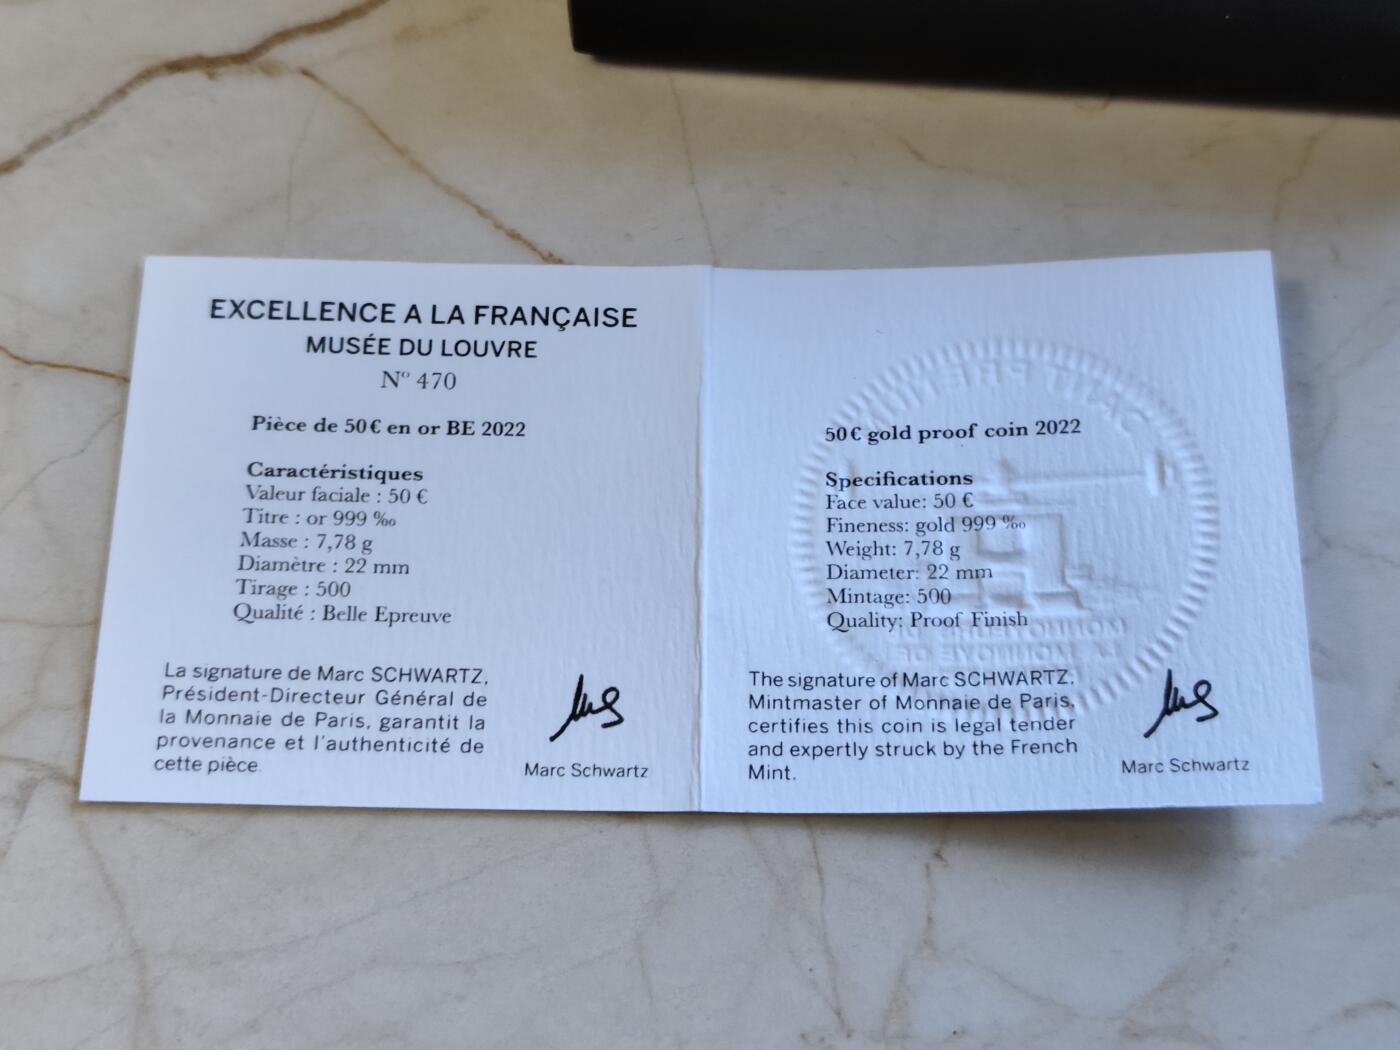 EXCELLENCE A LA FRANÇAISE
MUSÉE DU LOUVRE
Nº 470
Pièce de 50€ en or BE 2022
Caractéristiques
Valeur faciale : 50 €
Titre : or 999 ‰
Masse : 7,78 g
Diamètre : 22 mm
Tirage : 500
Qualité : Belle Epreuve
La signature de Marc SCHWARTZ,
Président-Directeur Général de
la Monnaie de Paris, garantit la
provenance et l'authenticité de
cette pièce.
Marc Schwartz
50€ gold proof coin 2022
Specifications
Face value: 50 €
Fineness: gold 999 ‰
Weight: 7,78 g
Diameter: 22 mm
Mintage: 500
Quality: Proof Finish
The signature of Marc SCHWARTZ,
Mintmaster of Monnaie de Paris,
certifies this coin is legal tender
and expertly struck by the French
Mint.
Marc Schwartz